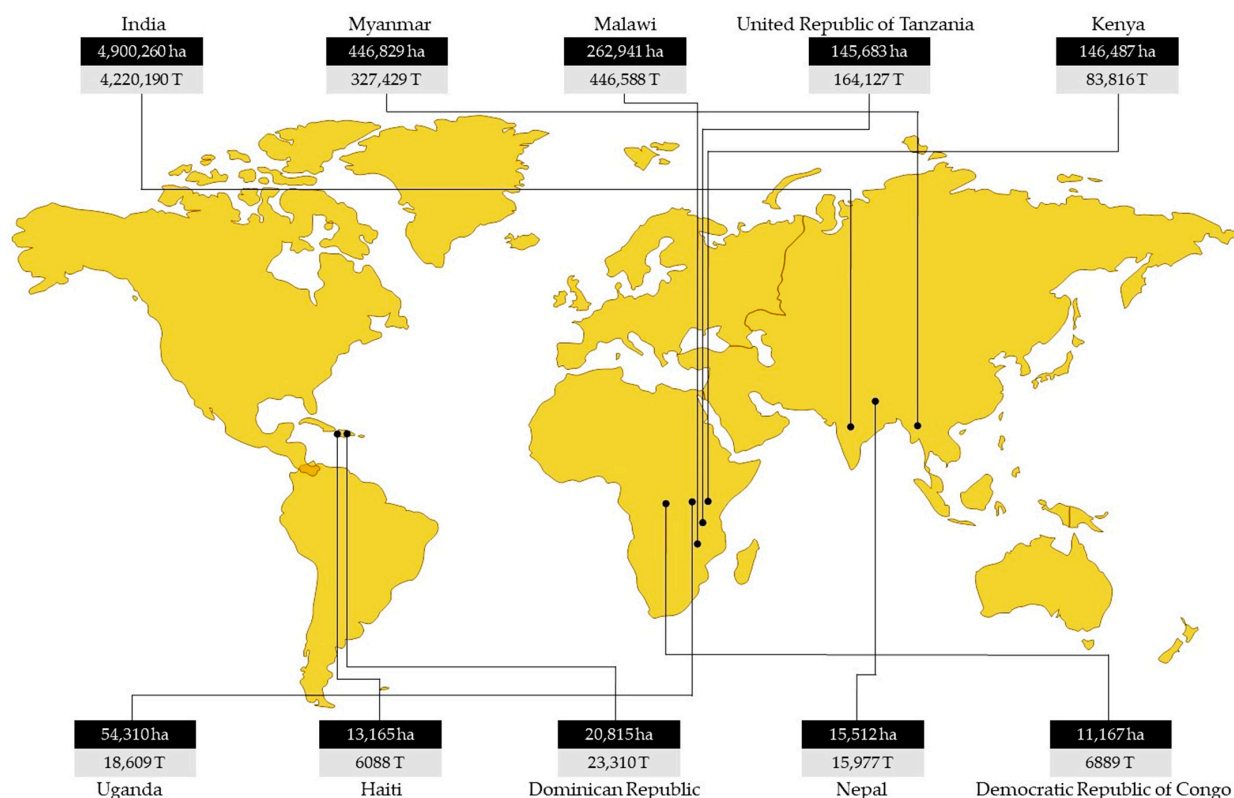 India
Myanmar
Malawi
United Republic of Tanzania
Kenya
4,900,260 ha
446,829 ha
262,941 ha
145,683 ha
146,487 ha
4,220,190 T
327,429 T
446,588 T
164,127 T
83,816 T
54,310 ha
13,165 ha
20,815 ha
15,512 ha
11,167 ha
18,609 T
6088 T
23,310 T
15,977 T
6889 T
Uganda
Haiti
Dominican Republic
Nepal
Democratic Republic of Congo